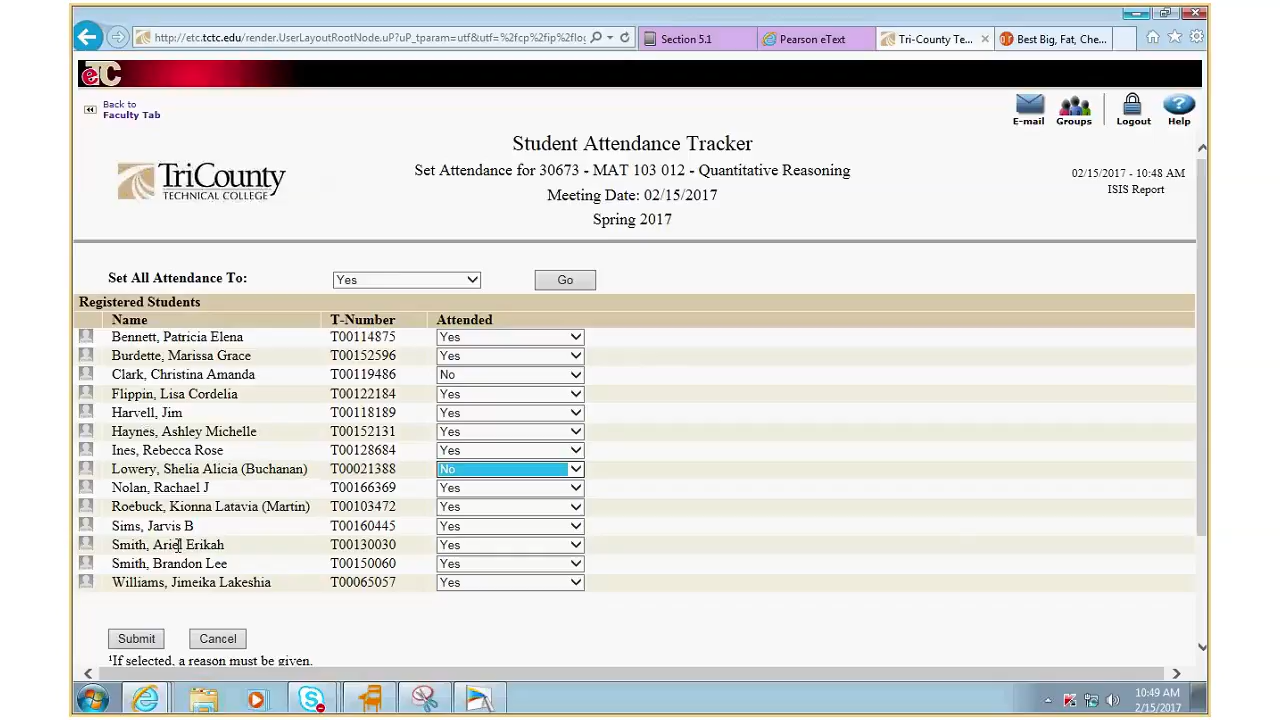 http://etc.tctc.edu/render.UserLayoutRootNode.uP?uP_tparam=utf&utf=%2fcp%2fip%2flog
Section 5.1
Pearson eText
Tri-County Te...
Best Big, Fat, Che...
eTC
Back to
Faculty Tab
E-mail
Groups
Logout
Help
TriCounty
TECHNICAL COLLEGE
Student Attendance Tracker
Set Attendance for 30673 - MAT 103 012 - Quantitative Reasoning
Meeting Date: 02/15/2017
Spring 2017
02/15/2017 - 10:48 AM
ISIS Report
Set All Attendance To: Yes Go
Registered Students
Name T-Number Attended
Bennett, Patricia Elena T00114875 Yes
Burdette, Marissa Grace T00152596 Yes
Clark, Christina Amanda T00119486 No
Flippin, Lisa Cordelia T00122184 Yes
Harvell, Jim T00118189 Yes
Haynes, Ashley Michelle T00152131 Yes
Ines, Rebecca Rose T00128684 Yes
Lowery, Shelia Alicia (Buchanan) T00021388 No
Nolan, Rachael J T00166369 Yes
Roebuck, Kionna Latavia (Martin) T00103472 Yes
Sims, Jarvis B T00160445 Yes
Smith, Ariel Erikah T00130030 Yes
Smith, Brandon Lee T00150060 Yes
Williams, Jimeika Lakeshia T00065057 Yes
Submit Cancel
¹If selected, a reason must be given.
10:49 AM
2/15/2017